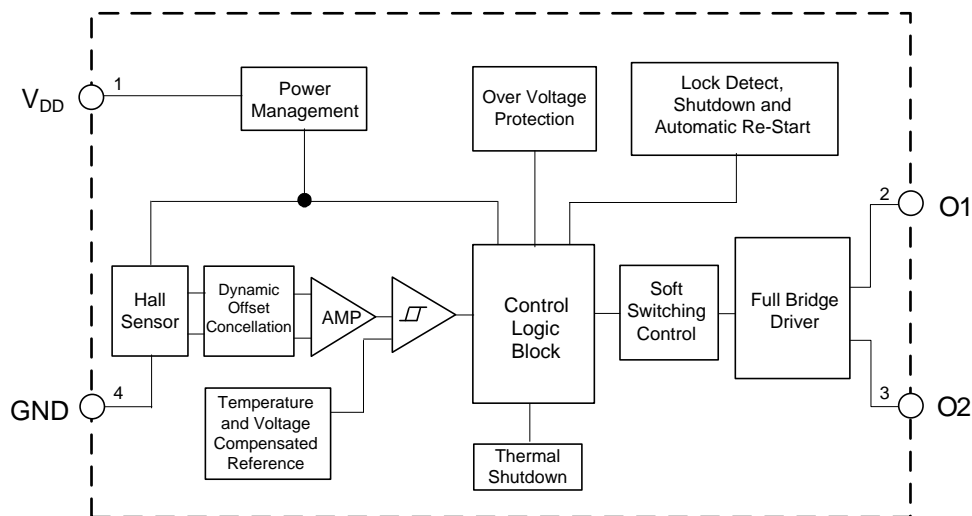 Power
Management
Over Voltage
Protection
Lock Detect,
Shutdown and
Automatic Re-Start
VDD
1
2
O1
Hall
Sensor
Dynamic
Offset
Concellation
AMP
Control
Logic
Block
Soft
Switching
Control
Full Bridge
Driver
GND
4
3
O2
Temperature
and Voltage
Compensated
Reference
Thermal
Shutdown